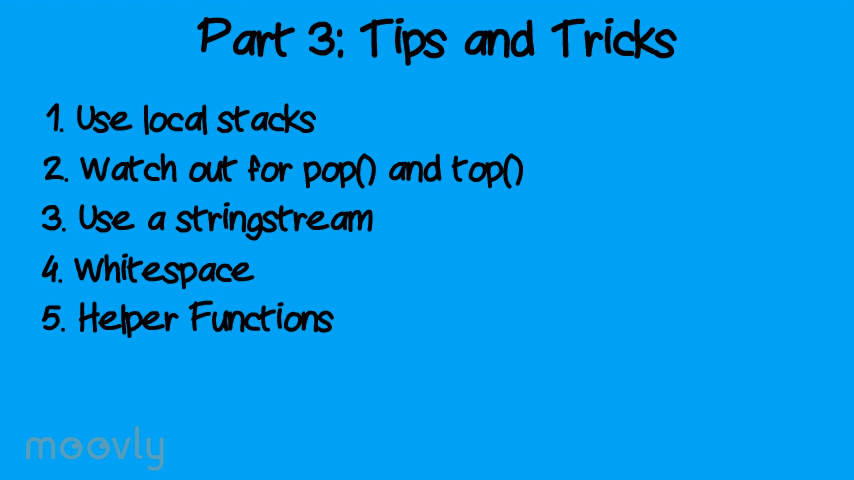 Part 3: Tips and Tricks
1. Use local stacks
2. Watch out for pop() and top()
3. Use a stringstream
4. Whitespace
5. Helper Functions
moovly